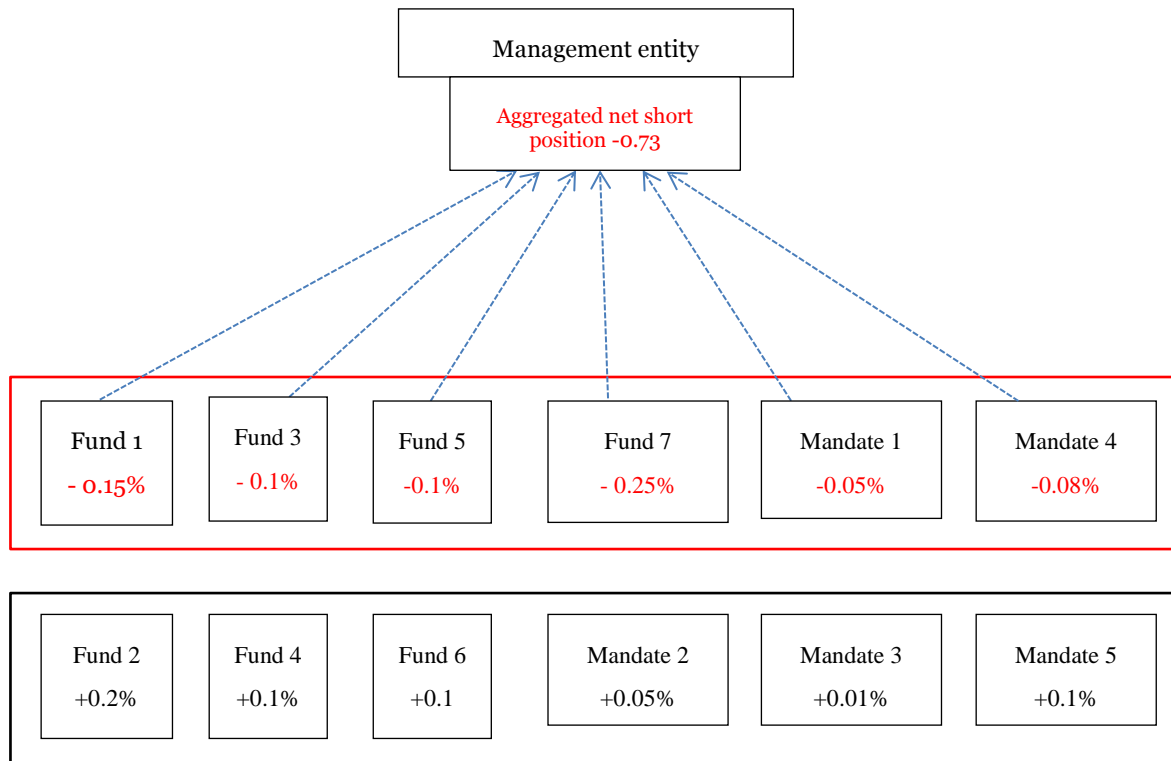 Management entity
Aggregated net short
position -0.73
Fund 1
- 0.15%
Fund 3
- 0.1%
Fund 5
-0.1%
Fund 7
- 0.25%
Mandate 1
-0.05%
Mandate 4
-0.08%
Fund 2
+0.2%
Fund 4
+0.1%
Fund 6
+0.1
Mandate 2
+0.05%
Mandate 3
+0.01%
Mandate 5
+0.1%